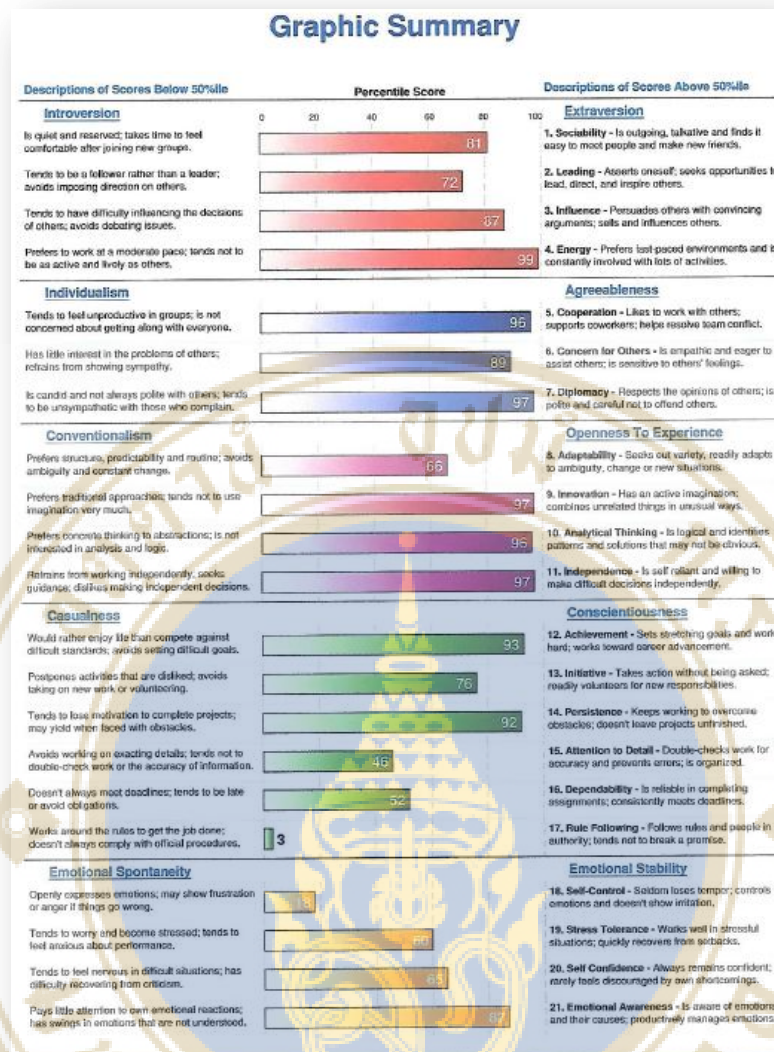 Graphic Summary
Descriptions of Scores Below 50%ile Percentile Score Descriptions of Scores Above 50%ile
Introversion
0 20 40 60 80 100
Extraversion
Is quiet and reserved; takes time to feel
comfortable after joining new groups.
81
1. Sociability - Is outgoing, talkative and finds it
easy to meet people and make new friends.
Tends to be a follower rather than a leader;
avoids imposing direction on others.
72
2. Leading - Asserts oneself; seeks opportunities
lead, direct, and inspire others.
Tends to have difficulty influencing the decisions
of others; avoids debating issues.
87
3. Influence - Persuades others with convincing
arguments; sells and influences others.
Prefers to work at a moderate pace; tends not to
be as active and lively as others.
99
4. Energy - Prefers fast-paced environments and
constantly involved with lots of activities.
Individualism
Agreeableness
Tends to feel unproductive in groups; is not
concerned about getting along with everyone.
96
5. Cooperation - Likes to work with others;
supports coworkers; helps resolve team conflict.
Has little interest in the problems of others;
refrains from showing sympathy.
89
6. Concern for Others - Is empathic and eager to
assist others; is sensitive to others' feelings.
Is candid and not always polite with others; tends
to be unsympathetic with those who complain.
97
7. Diplomacy - Respects the opinions of others; is
polite and careful not to offend others.
Conventionalism
Openness To Experience
Prefers structure, predictability and routine; avoids
ambiguity and constant change.
66
8. Adaptability - Seeks out variety, readily adapts
to ambiguity, change or new situations.
Prefers traditional approaches; tends not to use
imagination very much.
97
9. Innovation - Has an active imagination;
combines unrelated things in unusual ways.
Prefers concrete thinking to abstractions; is not
interested in analysis and logic.
10. Analytical Thinking - Is logical and identifies
patterns and solutions that may not be obvious.
Refrains from working independently, seeks
guidance; dislikes making independent decisions.
97
11. Independence - Is self reliant and willing to
make difficult decisions independently.
Casualness
Conscientiousness
Would rather enjoy life than compete against
difficult standards; avoids setting difficult goals.
93
12. Achievement - Sets stretching goals and
hard; works toward career advancement.
Postpones activities that are disliked; avoids
taking on new work or volunteering.
76
13. Initiative - Takes action without being asked;
readily volunteers for new responsibilities.
Tends to lose motivation to complete projects;
may yield when faced with obstacles.
92
14. Persistence - Keeps working to overcome
obstacles; doesn't leave projects unfinished.
Avoids working on exacting details; tends not to
double-check work or the accuracy of information.
46
15. Attention to Detail - Double-checks work for
accuracy and prevents errors; is organized.
Doesn't always meet deadlines; tends to be late
or avoid obligations.
52
16. Dependability - Is reliable in completing
assignments; consistently meets deadlines.
Works around the rules to get the job done;
doesn't always comply with official procedures.
3
17. Rule Following - Follows rules and people in
authority; tends not to break a promise.
Emotional Spontaneity
Emotional Stability
Openly expresses emotions; may show frustration
or anger if things go wrong.
18. Self-Control - Seldom loses temper; controls
emotions and doesn't show irritation.
Tends to worry and become stressed; tends to
feel anxious about performance.
19. Stress Tolerance - Works well in stressful
situations; quickly recovers from setbacks.
Tends to feel nervous in difficult situations; has
difficulty recovering from criticism.
65
20. Self Confidence - Always remains confident;
rarely feels discouraged by own shortcomings.
Pays little attention to own emotional reactions;
has swings in emotions that are not understood.
21. Emotional Awareness - Is aware of emotions
and their causes; productively manages emotions